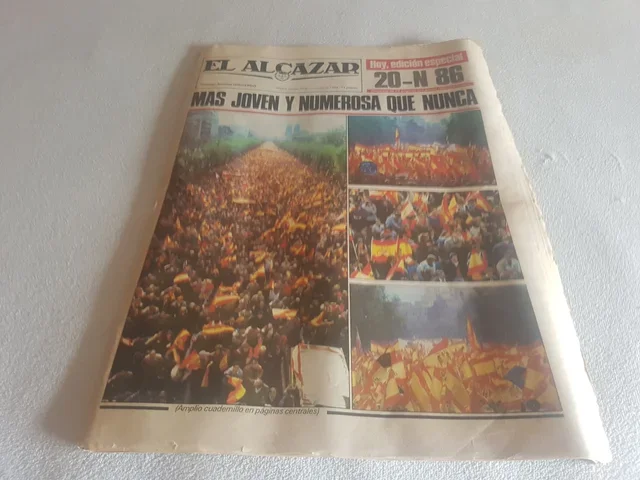 EL ALCAZAR
Hoy, edición especial
20-N 86
MAS JOVEN Y NUMEROSA QUE NUNCA
(Amplio cuadernillo en páginas centrales)